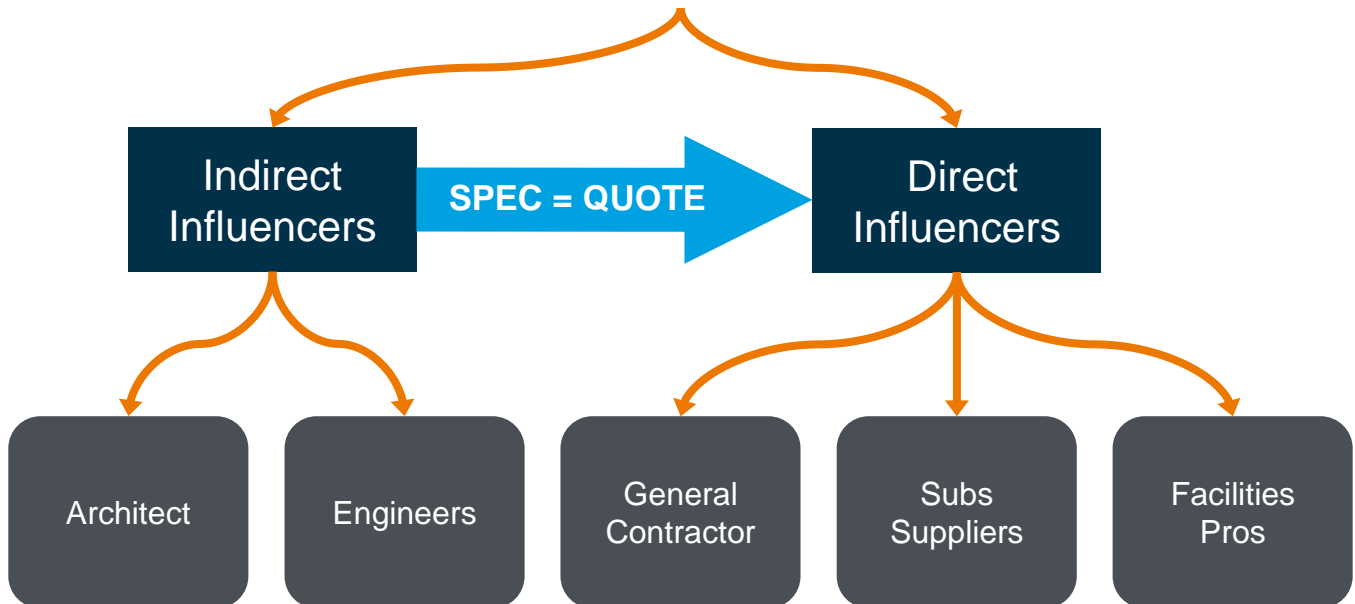 Indirect
Influencers
SPEC = QUOTE
Direct
Influencers
Architect
Engineers
General
Contractor
Subs
Suppliers
Facilities
Pros